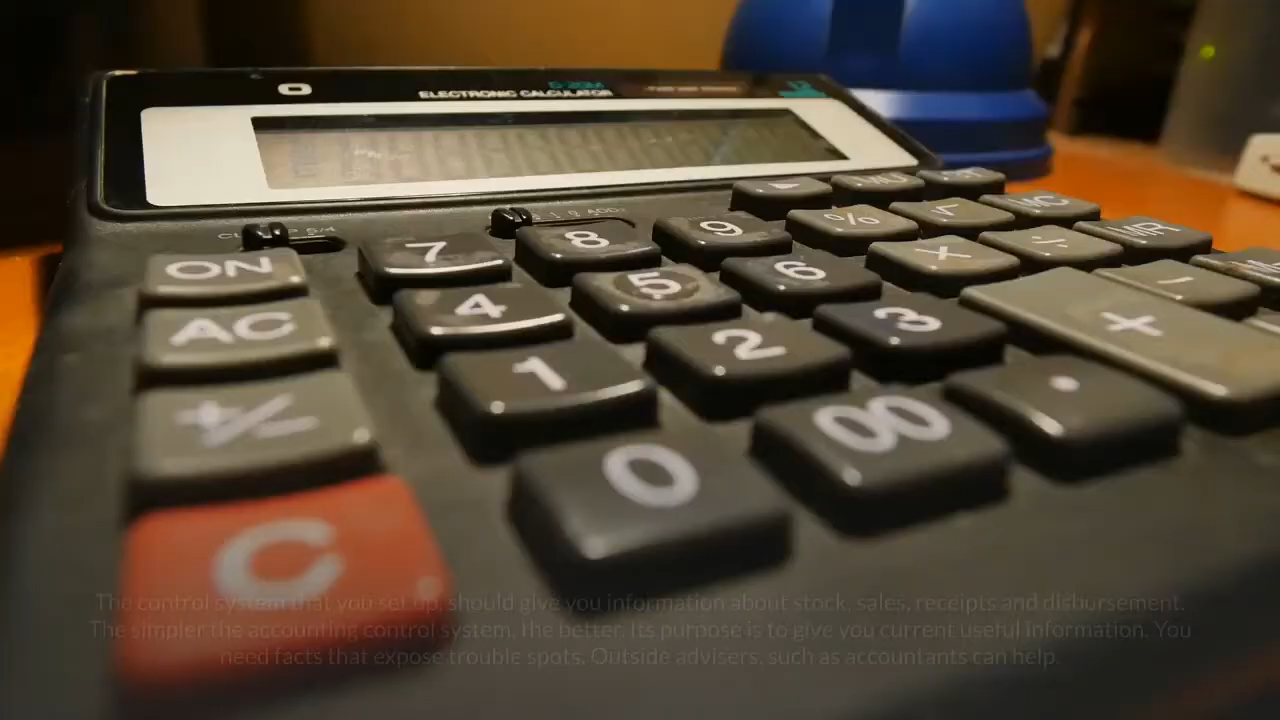 ELECTRONIC CALCULATOR
% √ MC
7 8 9 × ÷ MR
ON 4 5 6 −
AC 1 2 3 +
+/− 0 00 .
C
The control system that you set up, should give you information about stock, sales, receipts and disbursement.
The simpler the accounting control system, the better. Its purpose is to give you current useful information. You
need facts that expose trouble spots. Outside advisers, such as accountants can help.